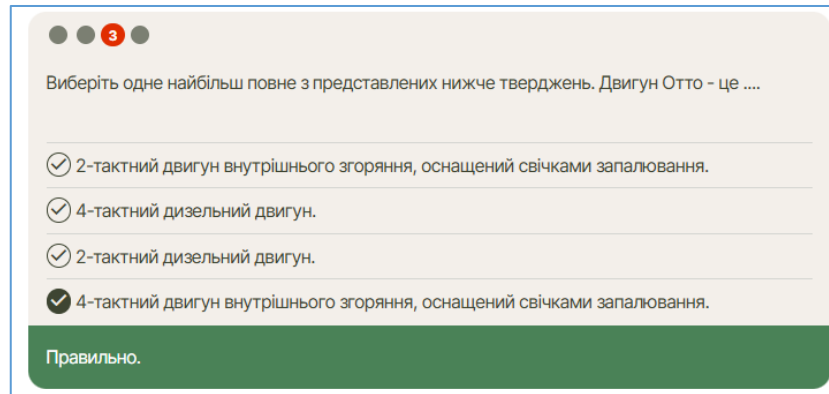 3
Виберіть одне найбільш повне з представлених нижче тверджень. Двигун Отто - це ....
2-тактний двигун внутрішнього згоряння, оснащений свічками запалювання.
4-тактний дизельний двигун.
2-тактний дизельний двигун.
4-тактний двигун внутрішнього згоряння, оснащений свічками запалювання.
Правильно.